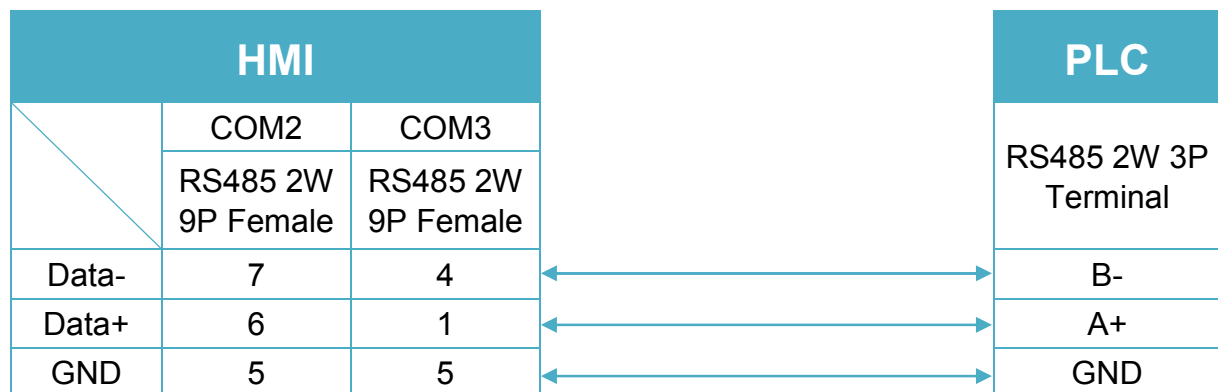 HMI
PLC
COM2 COM3
RS485 2W RS485 2W
9P Female 9P Female
RS485 2W 3P
Terminal
Data- 7 4 B-
Data+ 6 1 A+
GND 5 5 GND